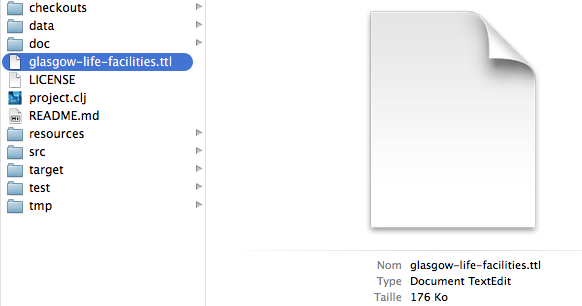 checkouts
data
doc
glasgow-life-facilities.ttl
LICENSE
project.clj
README.md
resources
src
target
test
tmp
Nom glasgow-life-facilities.ttl
Type Document TextEdit
Taille 176 Ko